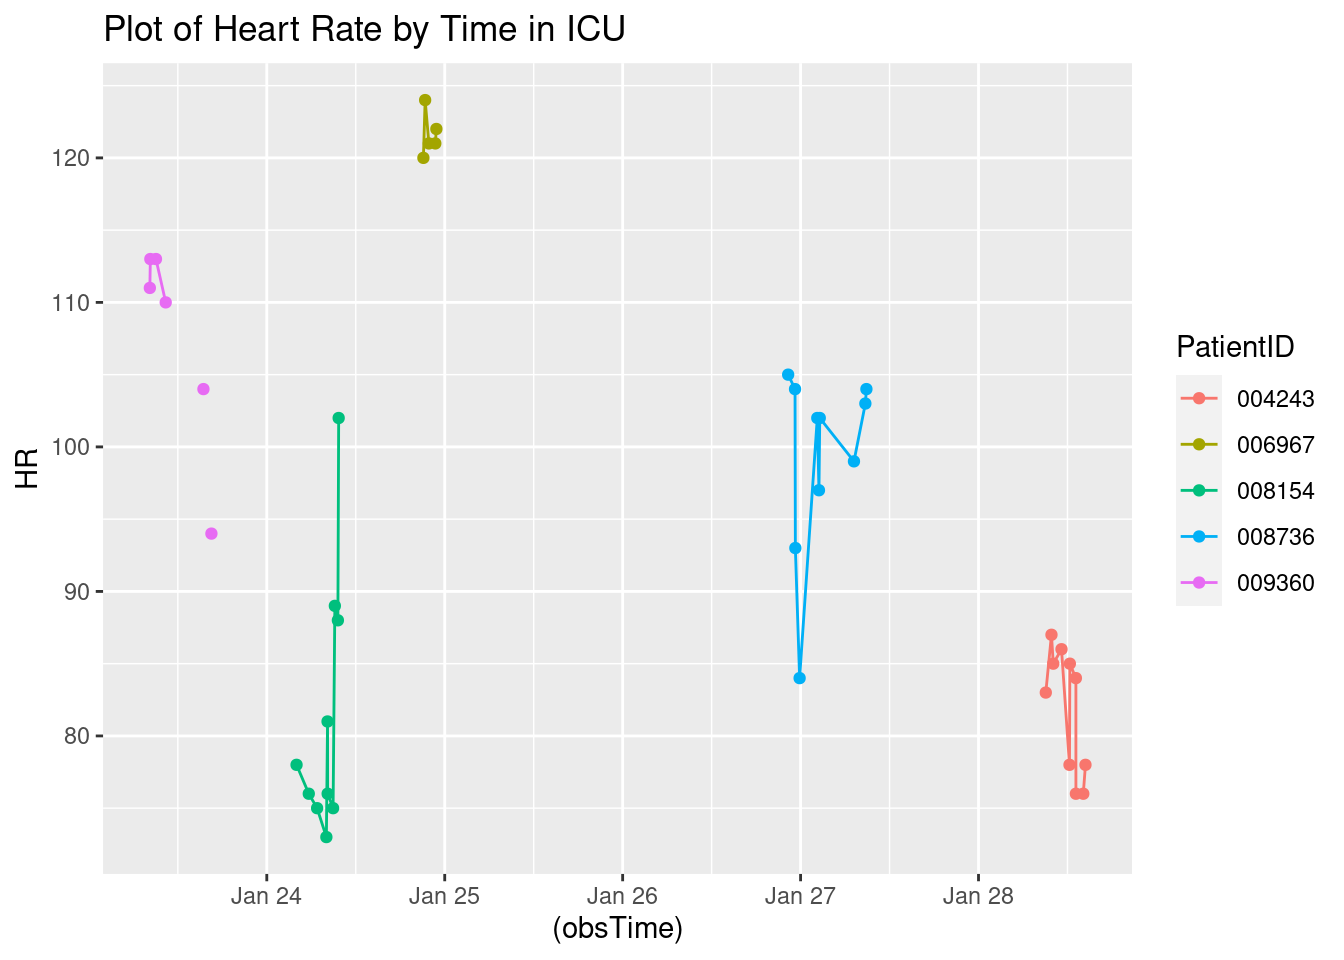 Plot of Heart Rate by Time in ICU
120
110
100
90
80
HR
Jan 24 Jan 25 Jan 26 Jan 27 Jan 28
(obsTime)
PatientID
004243
006967
008154
008736
009360